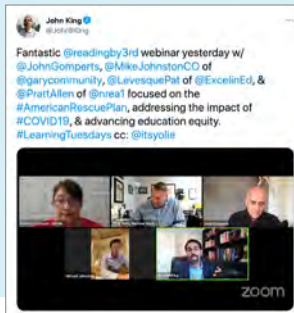 John King
@JohnBKing
Fantastic @readingby3rd webinar yesterday w/
@JohnGomperts, @MikeJohnstonCO of
@garycommunity, @LevesquePat of @ExcelinEd, &
@PrattAllen of @nrea1 focused on the
#AmericanRescuePlan, addressing the impact of
#COVID19, & advancing education equity.
#LearningTuesdays cc: @itsyolie
zoom